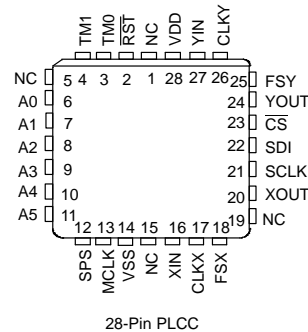 TM1 TM0 R̅S̅T̅ NC VDD YIN CLKY
4 3 2 1 28 27 26
NC 5 25 FSY
A0 6 24 YOUT
A1 7 23 C̅S̅
A2 8 22 SDI
A3 9 21 SCLK
A4 10 20 XOUT
A5 11 19 NC
12 13 14 15 16 17 18
SPS MCLK VSS NC XIN CLKX FSX
28-Pin PLCC